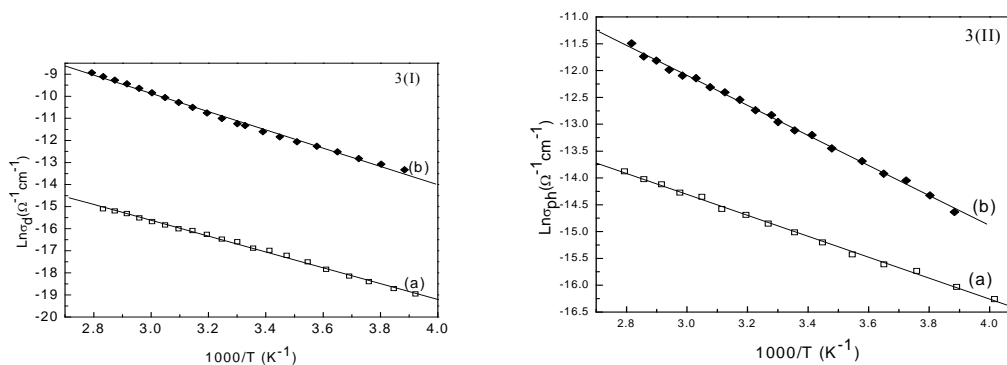 3(I)
-9
-10
-11
-12
-13
-14
-15
-16
-17
-18
-19
-20
Lnσd(Ω⁻¹cm⁻¹)
(b)
(a)
2.8 3.0 3.2 3.4 3.6 3.8 4.0
1000/T (K⁻¹)
3(II)
-11.0
-11.5
-12.0
-12.5
-13.0
-13.5
-14.0
-14.5
-15.0
-15.5
-16.0
-16.5
Lnσph(Ω⁻¹cm⁻¹)
(b)
(a)
2.8 3.0 3.2 3.4 3.6 3.8 4.0
1000/T (K⁻¹)